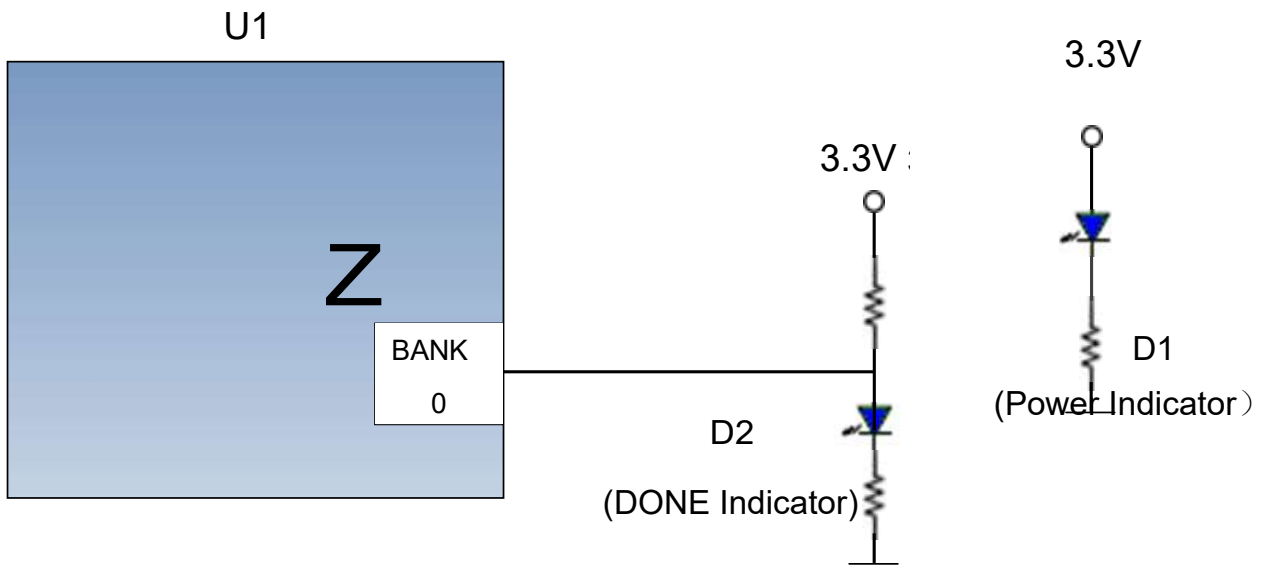 U1
3.3V
3.3V
Z
BANK
0
D1
(Power Indicator）
D2
(DONE Indicator)